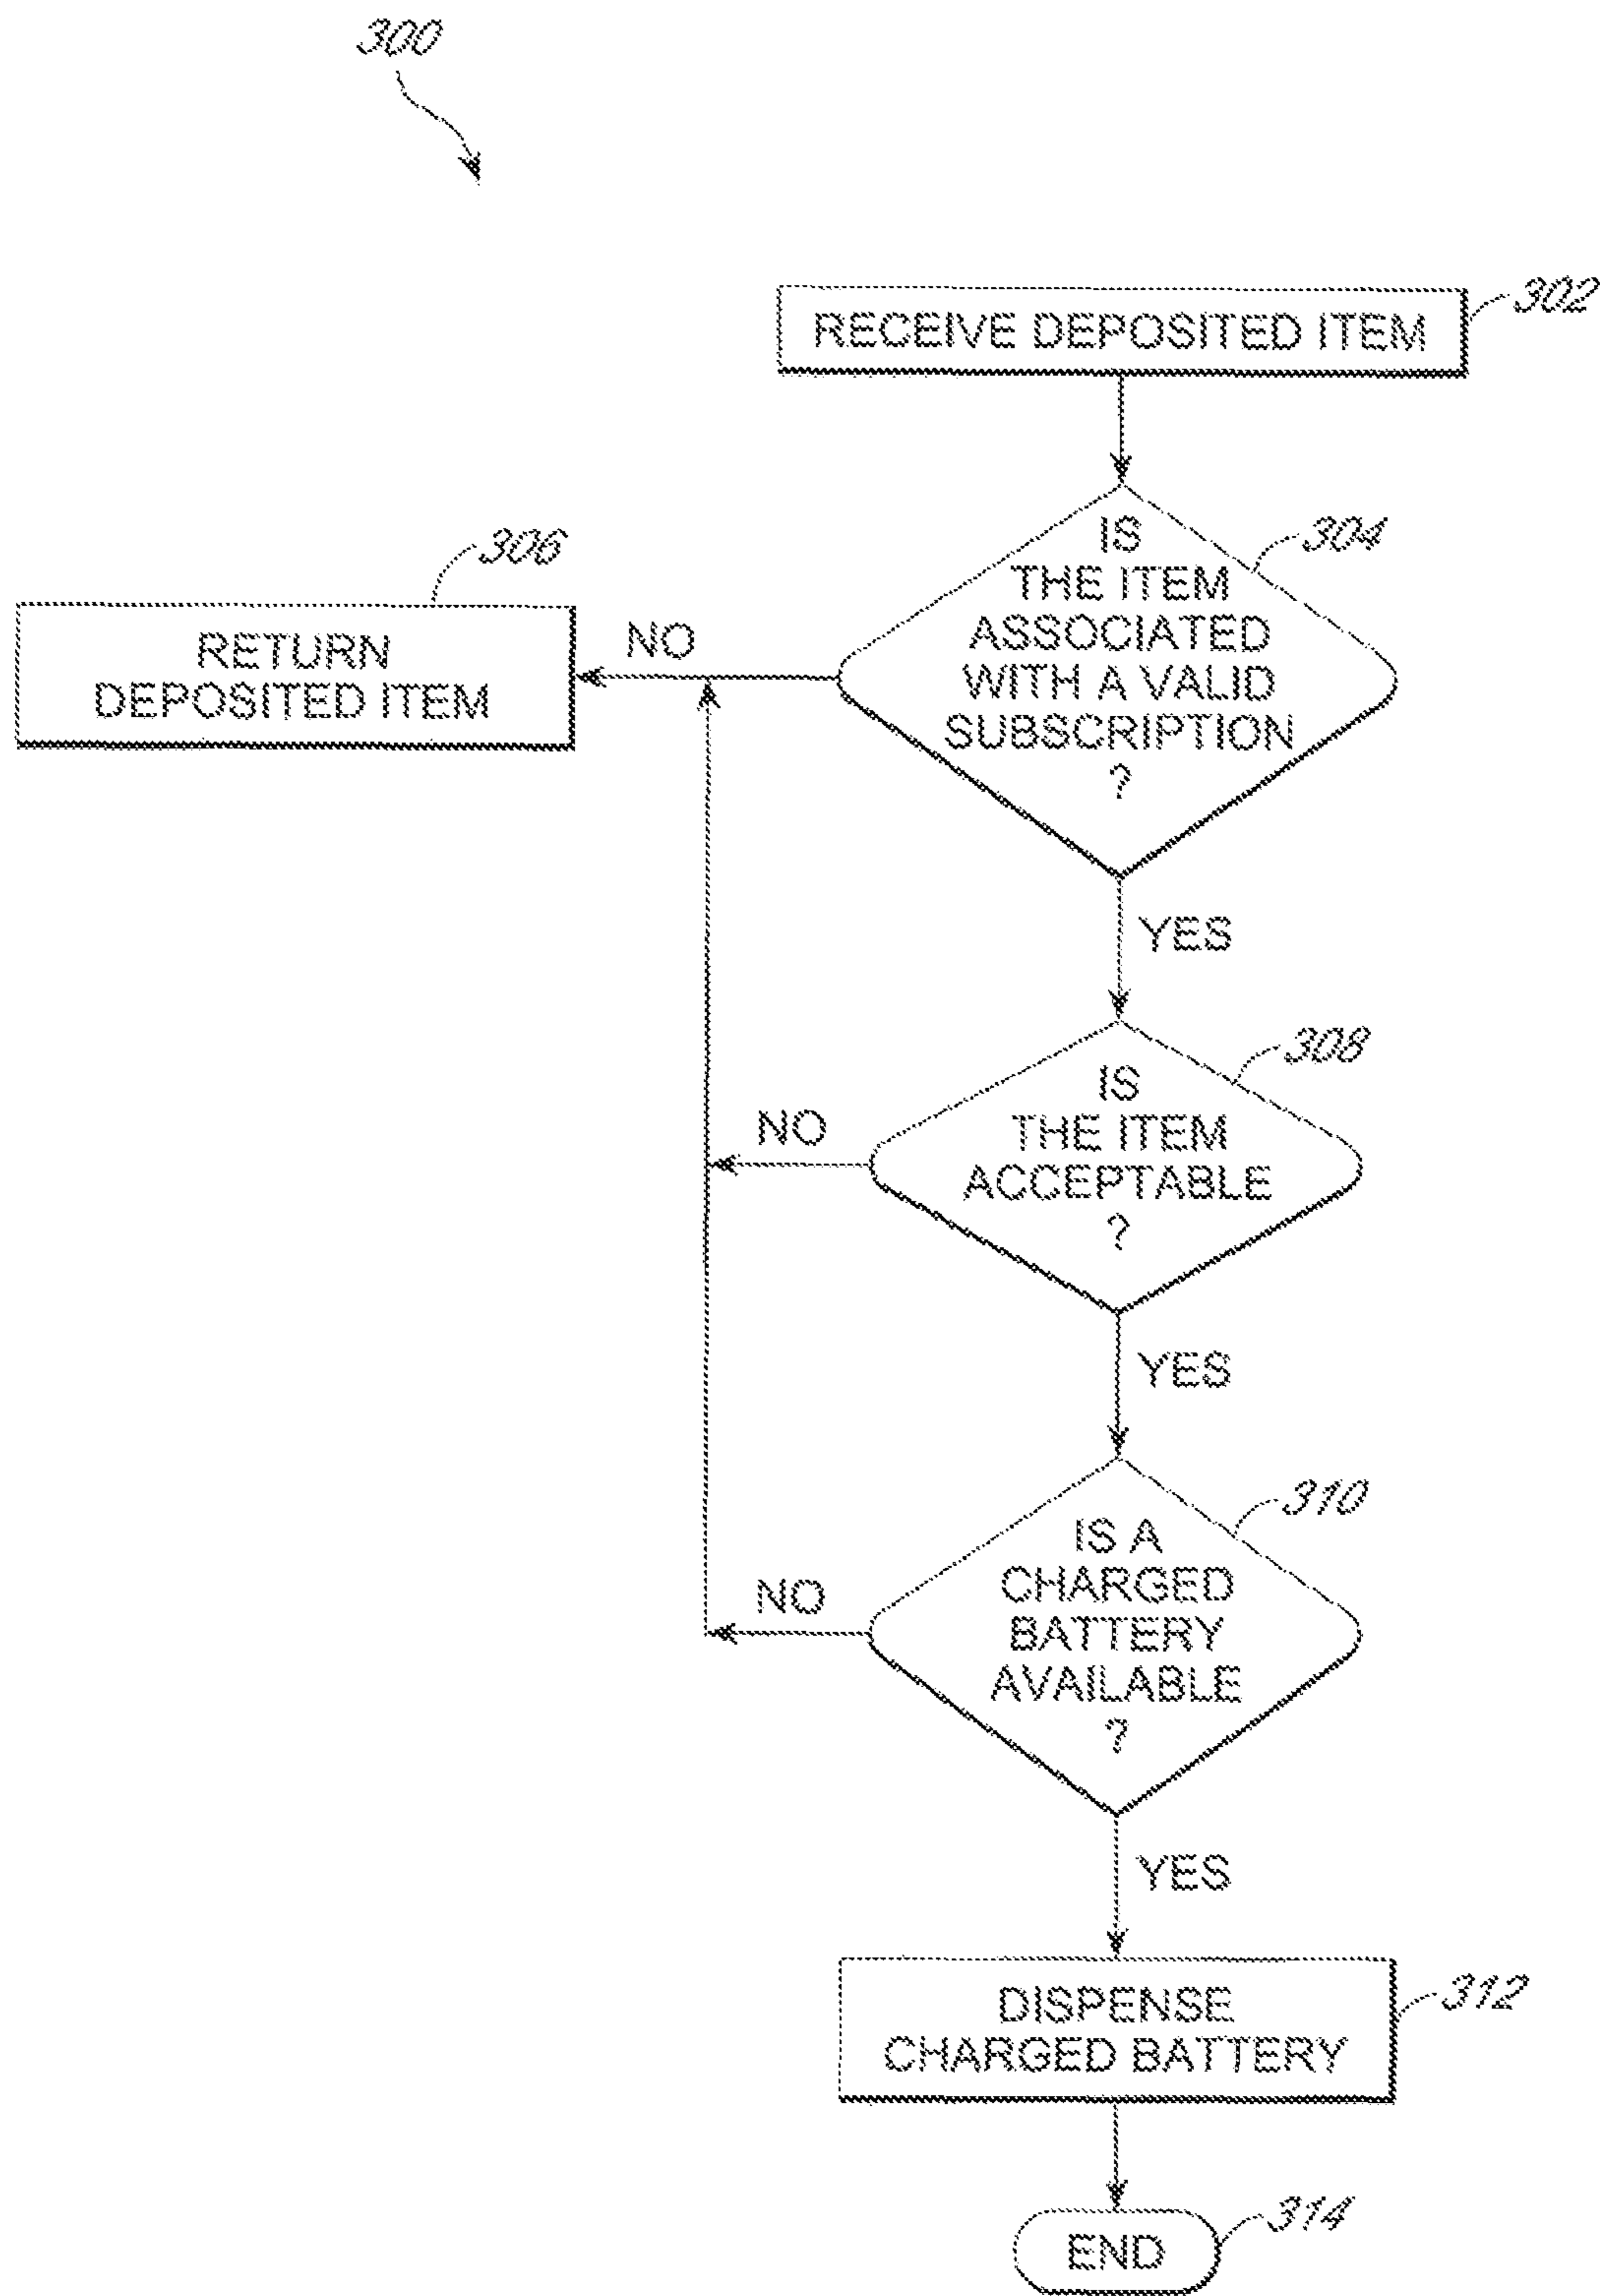 300
RECEIVE DEPOSITED ITEM
302
IS
THE ITEM
ASSOCIATED
WITH A VALID
SUBSCRIPTION
?
304
NO
306
RETURN
DEPOSITED ITEM
YES
IS
THE ITEM
ACCEPTABLE
?
308
NO
YES
IS A
CHARGED
BATTERY
AVAILABLE
?
310
NO
YES
DISPENSE
CHARGED BATTERY
312
END
314